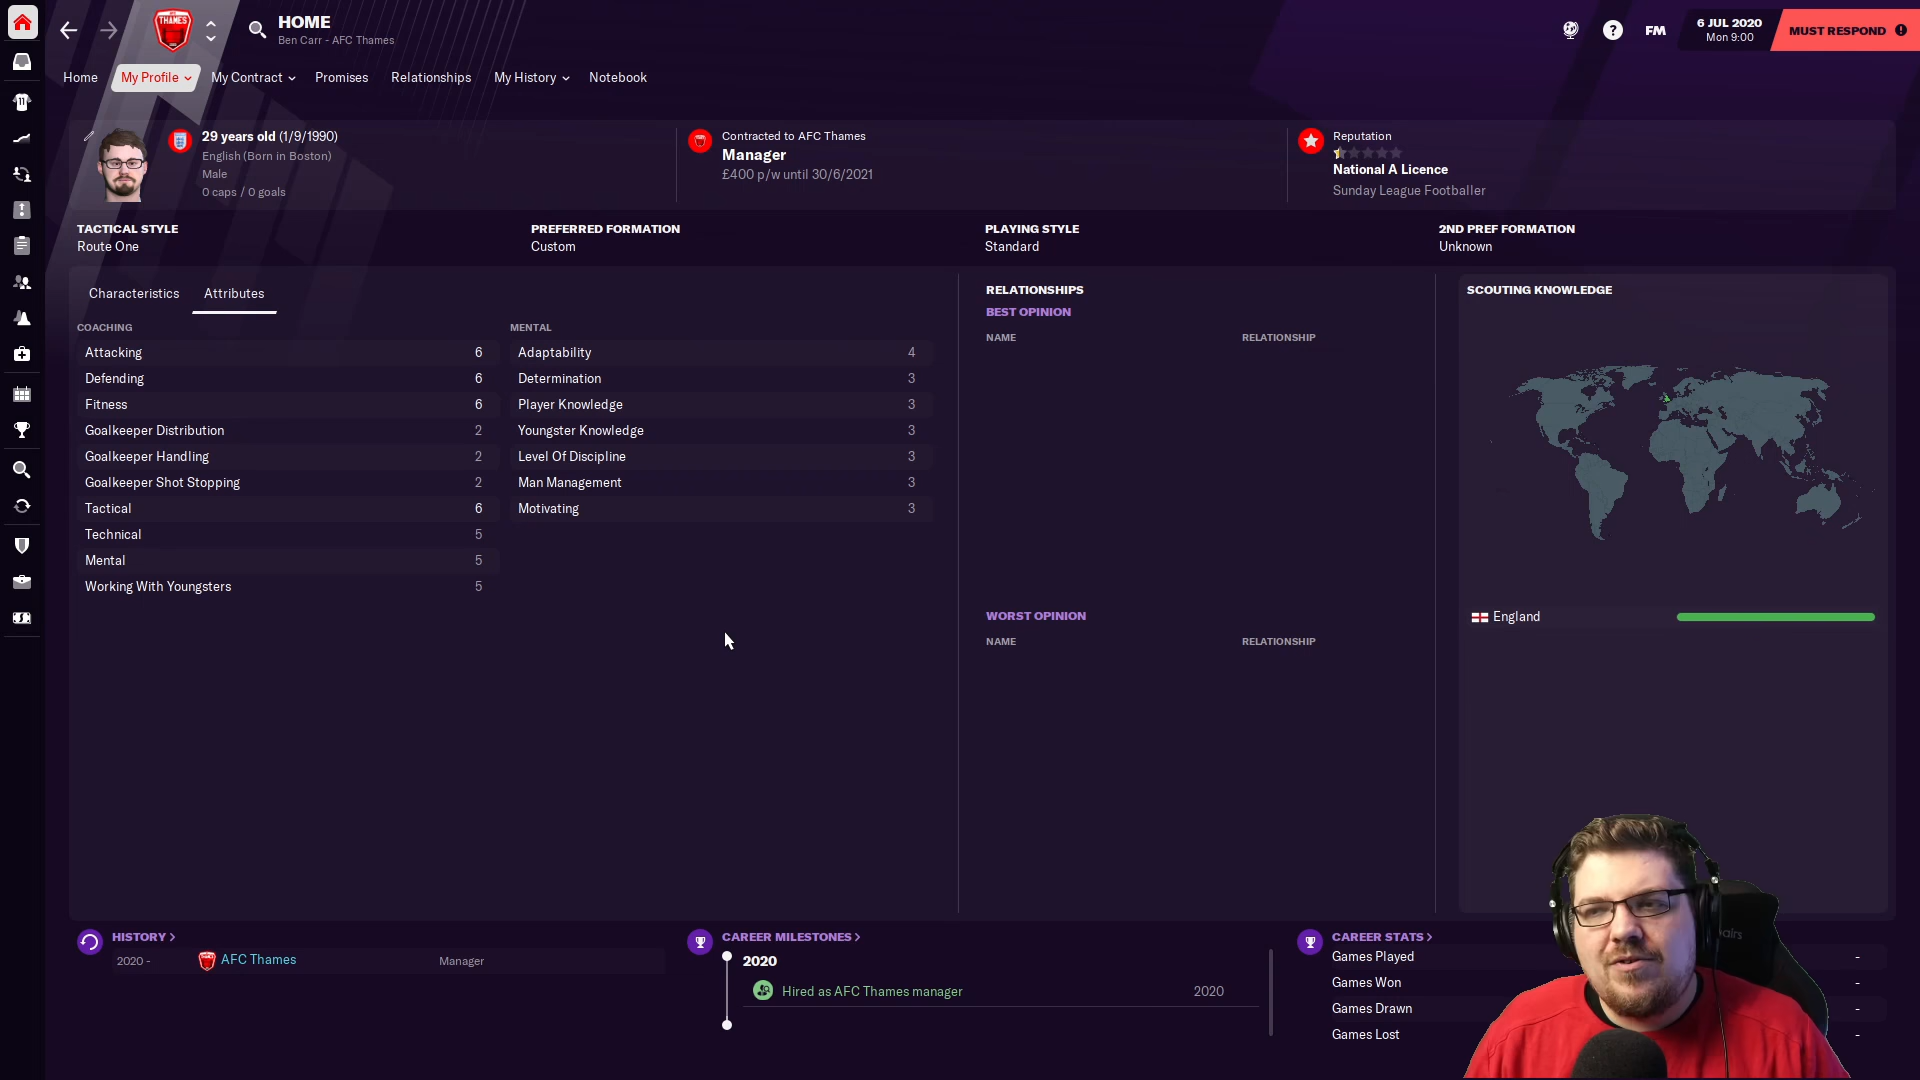 HOME
Ben Carr - AFC Thames
THAMES
FM
6 JUL 2020
Mon 9:00
MUST RESPOND
Home
My Profile
My Contract
Promises
Relationships
My History
Notebook
29 years old (1/9/1990)
English (Born in Boston)
Male
0 caps / 0 goals
Contracted to AFC Thames
Manager
£400 p/w until 30/6/2021
Reputation
National A Licence
Sunday League Footballer
TACTICAL STYLE
Route One
PREFERRED FORMATION
Custom
PLAYING STYLE
Standard
2ND PREF FORMATION
Unknown
Characteristics
Attributes
COACHING
Attacking 6
Defending 6
Fitness 6
Goalkeeper Distribution 2
Goalkeeper Handling 2
Goalkeeper Shot Stopping 2
Tactical 6
Technical 5
Mental 5
Working With Youngsters 5
MENTAL
Adaptability 4
Determination 3
Player Knowledge 3
Youngster Knowledge 3
Level Of Discipline 3
Man Management 3
Motivating 3
RELATIONSHIPS
BEST OPINION
NAME RELATIONSHIP
WORST OPINION
NAME RELATIONSHIP
SCOUTING KNOWLEDGE
England
HISTORY >
2020 - AFC Thames Manager
CAREER MILESTONES >
2020
Hired as AFC Thames manager 2020
CAREER STATS >
Games Played -
Games Won -
Games Drawn -
Games Lost -